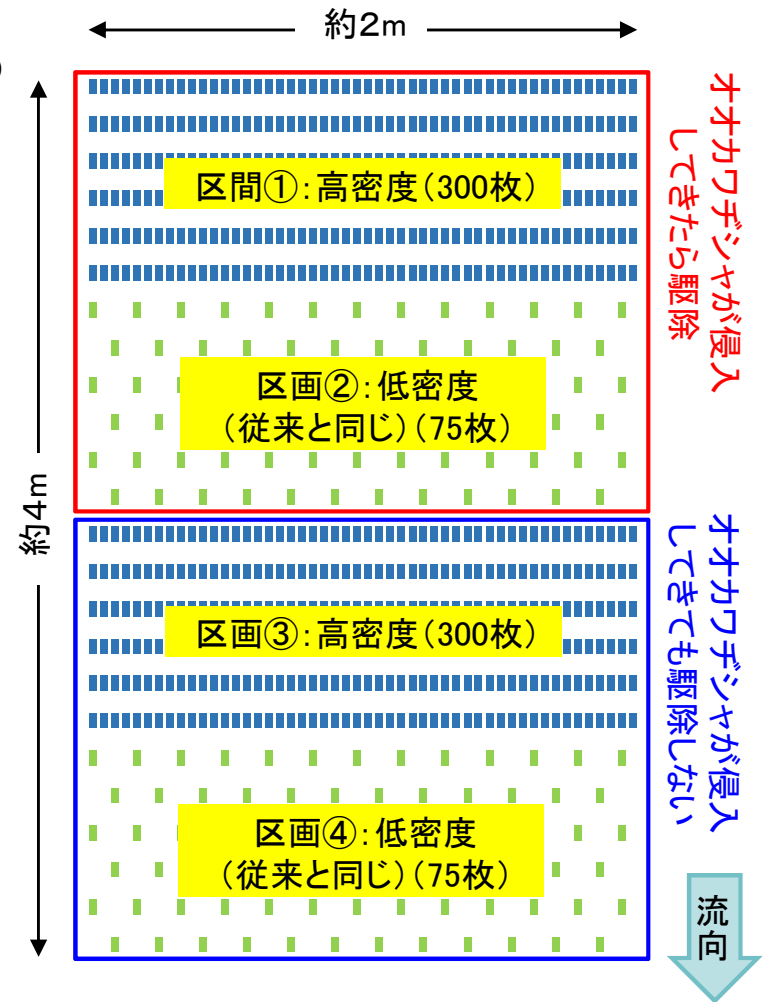 約2m
)
区間①:高密度(300枚)
オオカワヂシャが侵入
してきたら駆除
区画②:低密度
(従来と同じ)(75枚)
約4m
区画③:高密度(300枚)
オオカワヂシャが侵入
してきても駆除しない
区画④:低密度
(従来と同じ)(75枚)
流
向